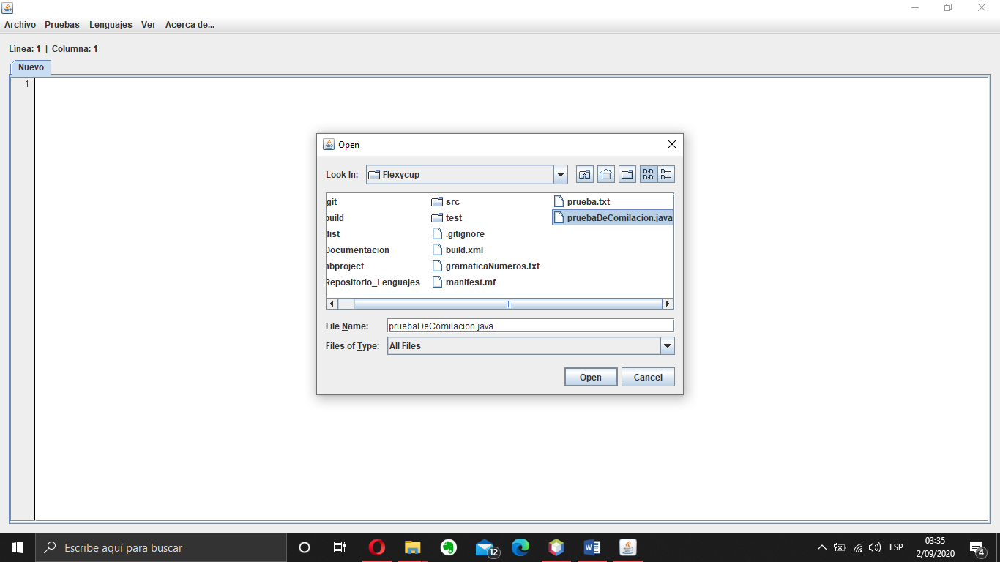 Archivo Pruebas Lenguajes Ver Acerca de...
Línea: 1 | Columna: 1
Nuevo
1
Open
Look In: Flexycup
git src prueba.txt
build test pruebaDeComilacion.java
dist .gitignore
Documentacion build.xml
nbproject gramaticaNumeros.txt
Repositorio_Lenguajes manifest.mf
File Name: pruebaDeComilacion.java
Files of Type: All Files
Open Cancel
Escribe aquí para buscar
12
ESP
03:35
2/09/2020
4